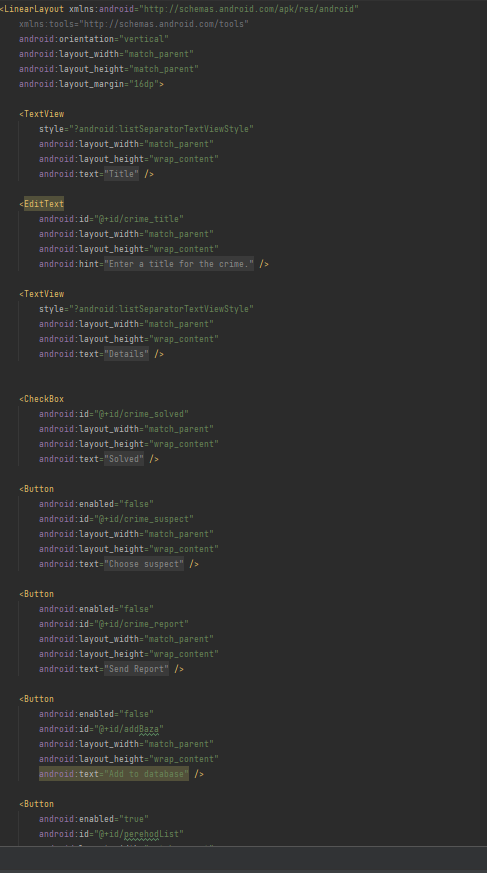 <LinearLayout xmlns:android="http://schemas.android.com/apk/res/android"
    xmlns:tools="http://schemas.android.com/tools"
    android:orientation="vertical"
    android:layout_width="match_parent"
    android:layout_height="match_parent"
    android:layout_margin="16dp">

    <TextView
        style="?android:listSeparatorTextViewStyle"
        android:layout_width="match_parent"
        android:layout_height="wrap_content"
        android:text="Title" />

    <EditText
        android:id="@+id/crime_title"
        android:layout_width="match_parent"
        android:layout_height="wrap_content"
        android:hint="Enter a title for the crime." />

    <TextView
        style="?android:listSeparatorTextViewStyle"
        android:layout_width="match_parent"
        android:layout_height="wrap_content"
        android:text="Details" />

    <CheckBox
        android:id="@+id/crime_solved"
        android:layout_width="match_parent"
        android:layout_height="wrap_content"
        android:text="Solved" />

    <Button
        android:enabled="false"
        android:id="@+id/crime_suspect"
        android:layout_width="match_parent"
        android:layout_height="wrap_content"
        android:text="Choose suspect" />

    <Button
        android:enabled="false"
        android:id="@+id/crime_report"
        android:layout_width="match_parent"
        android:layout_height="wrap_content"
        android:text="Send Report" />

    <Button
        android:enabled="false"
        android:id="@+id/addBaza"
        android:layout_width="match_parent"
        android:layout_height="wrap_content"
        android:text="Add to database" />

    <Button
        android:enabled="true"
        android:id="@+id/perehodList"